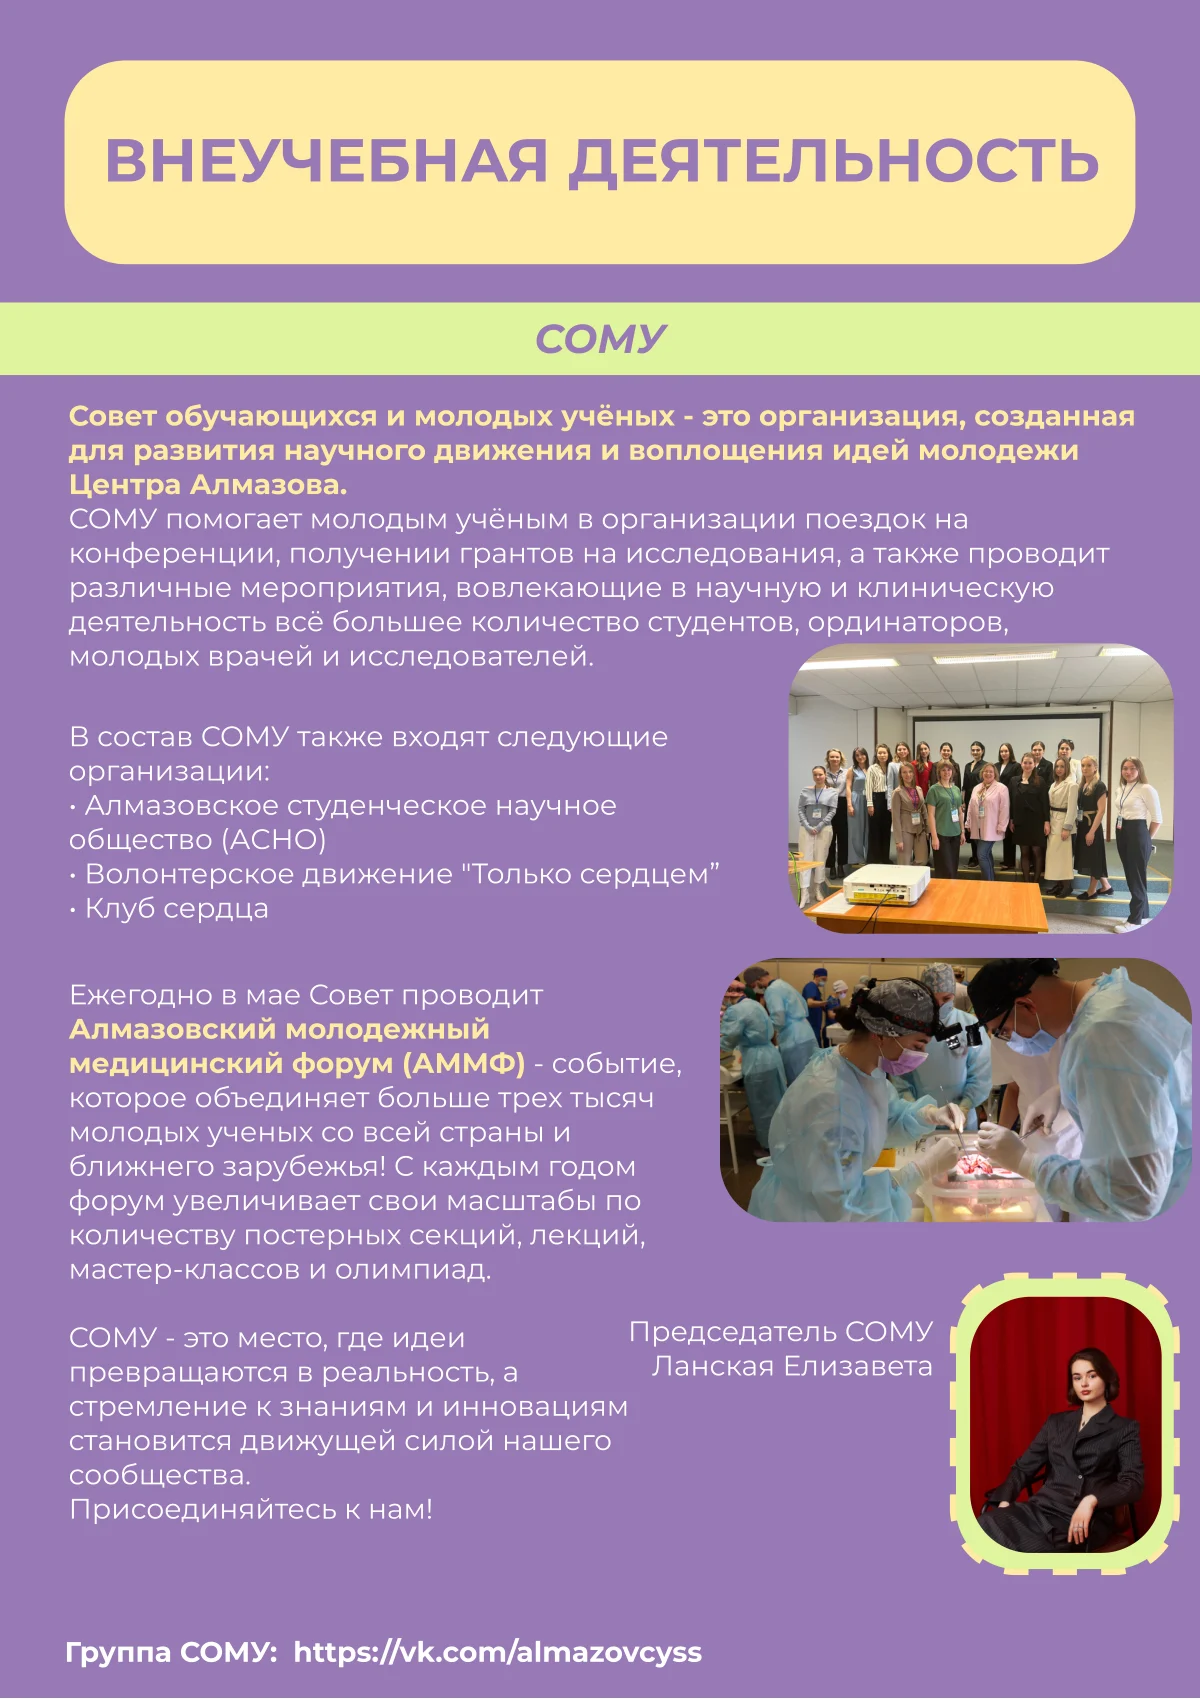 ВНЕУЧЕБНАЯ ДЕЯТЕЛЬНОСТЬ
СОМУ
Совет обучающихся и молодых учёных - это организация, созданная
для развития научного движения и воплощения идей молодежи
Центра Алмазова.
СОМУ помогает молодым учёным в организации поездок на
конференции, получении грантов на исследования, а также проводит
различные мероприятия, вовлекающие в научную и клиническую
деятельность всё большее количество студентов, ординаторов,
молодых врачей и исследователей.
В состав СОМУ также входят следующие
организации:
• Алмазовское студенческое научное
общество (АСНО)
• Волонтерское движение "Только сердцем”
• Клуб сердца
Ежегодно в мае Совет проводит
Алмазовский молодежный
медицинский форум (АММФ) - событие,
которое объединяет больше трех тысяч
молодых ученых со всей страны и
ближнего зарубежья! С каждым годом
форум увеличивает свои масштабы по
количеству постерных секций, лекций,
мастер-классов и олимпиад.
СОМУ - это место, где идеи
превращаются в реальность, а
стремление к знаниям и инновациям
становится движущей силой нашего
сообщества.
Присоединяйтесь к нам!
Председатель СОМУ
Ланская Елизавета
Группа СОМУ:  https://vk.com/almazovcyss